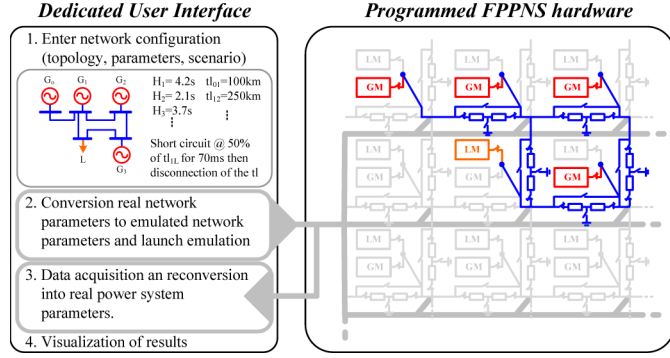 Dedicated User Interface
Programmed FPPNS hardware
1. Enter network configuration
(topology, parameters, scenario)
G₀ G₁ G₂
H₁= 4.2s tl₀₁=100km
H₂= 2.1s tl₁₂=250km
H₃=3.7s
⋮ ⋮
L
G₃
Short circuit @ 50%
of tl₁L for 70ms then
disconnection of the tl
2. Conversion real network
parameters to emulated network
parameters and launch emulation
3. Data acquisition an reconversion
into real power system
parameters.
4. Visualization of results
LM LM LM
GM GM GM
LM LM LM
GM GM GM
LM LM LM
GM GM GM